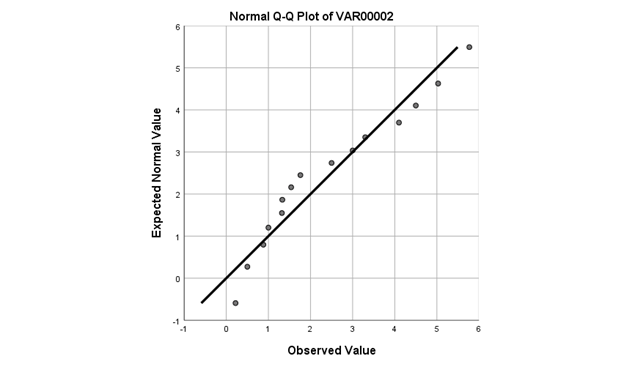 Normal Q-Q Plot of VAR00002
6
5
4
3
2
1
0
-1
-1 0 1 2 3 4 5 6
Expected Normal Value
Observed Value